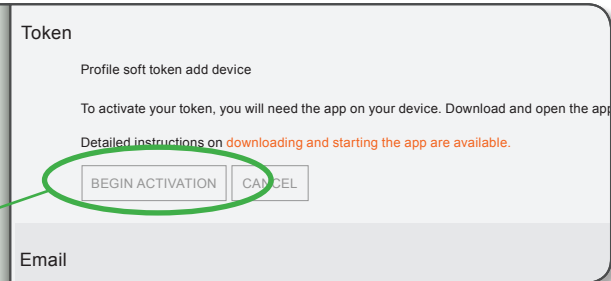 Token
Profile soft token add device
To activate your token, you will need the app on your device. Download and open the app
Detailed instructions on downloading and starting the app are available.
BEGIN ACTIVATION CANCEL
Email